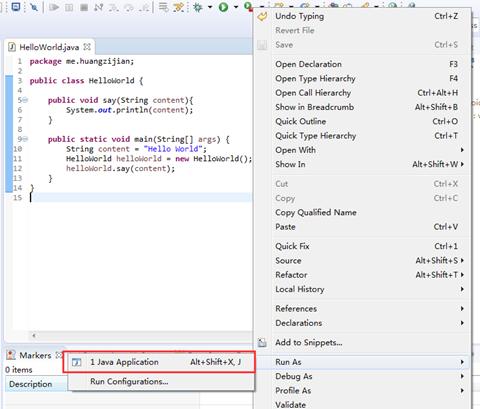 HelloWorld.java
1 package me.huangzijian;
2
3 public class HelloWorld {
4
5 public void say(String content){
6 System.out.println(content);
7 }
8
9 public static void main(String[] args) {
10 String content = "Hello World";
11 HelloWorld helloWorld = new HelloWorld();
12 helloWorld.say(content);
13 }
14 }
15
Undo Typing Ctrl+Z
Revert File
Save Ctrl+S
Open Declaration F3
Open Type Hierarchy F4
Open Call Hierarchy Ctrl+Alt+H
Show in Breadcrumb Alt+Shift+B
Quick Outline Ctrl+O
Quick Type Hierarchy Ctrl+T
Open With
Show In Alt+Shift+W
Cut Ctrl+X
Copy Ctrl+C
Copy Qualified Name
Paste Ctrl+V
Quick Fix Ctrl+1
Source Alt+Shift+S
Refactor Alt+Shift+T
Local History
References
Declarations
Add to Snippets...
Run As
Debug As
Profile As
Validate
1 Java Application Alt+Shift+X, J
Run Configurations...
Markers
0 items
Description